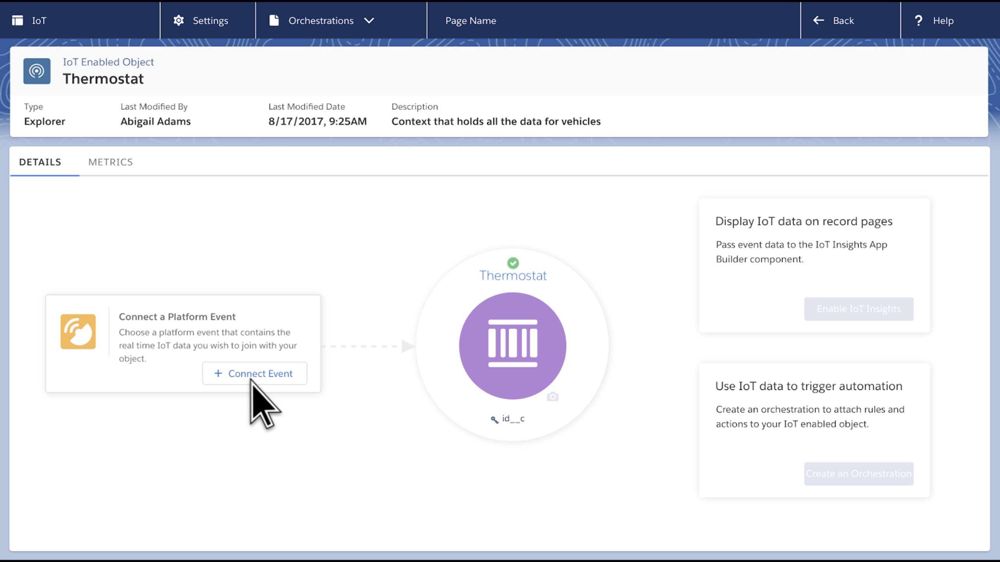 IoT
Settings
Orchestrations
Page Name
Back
Help
IoT Enabled Object
Thermostat
Type
Last Modified By
Last Modified Date
Description
Explorer
Abigail Adams
8/17/2017, 9:25AM
Context that holds all the data for vehicles
DETAILS
METRICS
Connect a Platform Event
Choose a platform event that contains the
real time IoT data you wish to join with your
object.
+ Connect Event
Thermostat
id__c
Display IoT data on record pages
Pass event data to the IoT Insights App
Builder component.
Enable IoT Insights
Use IoT data to trigger automation
Create an orchestration to attach rules and
actions to your IoT enabled object.
Create an Orchestration